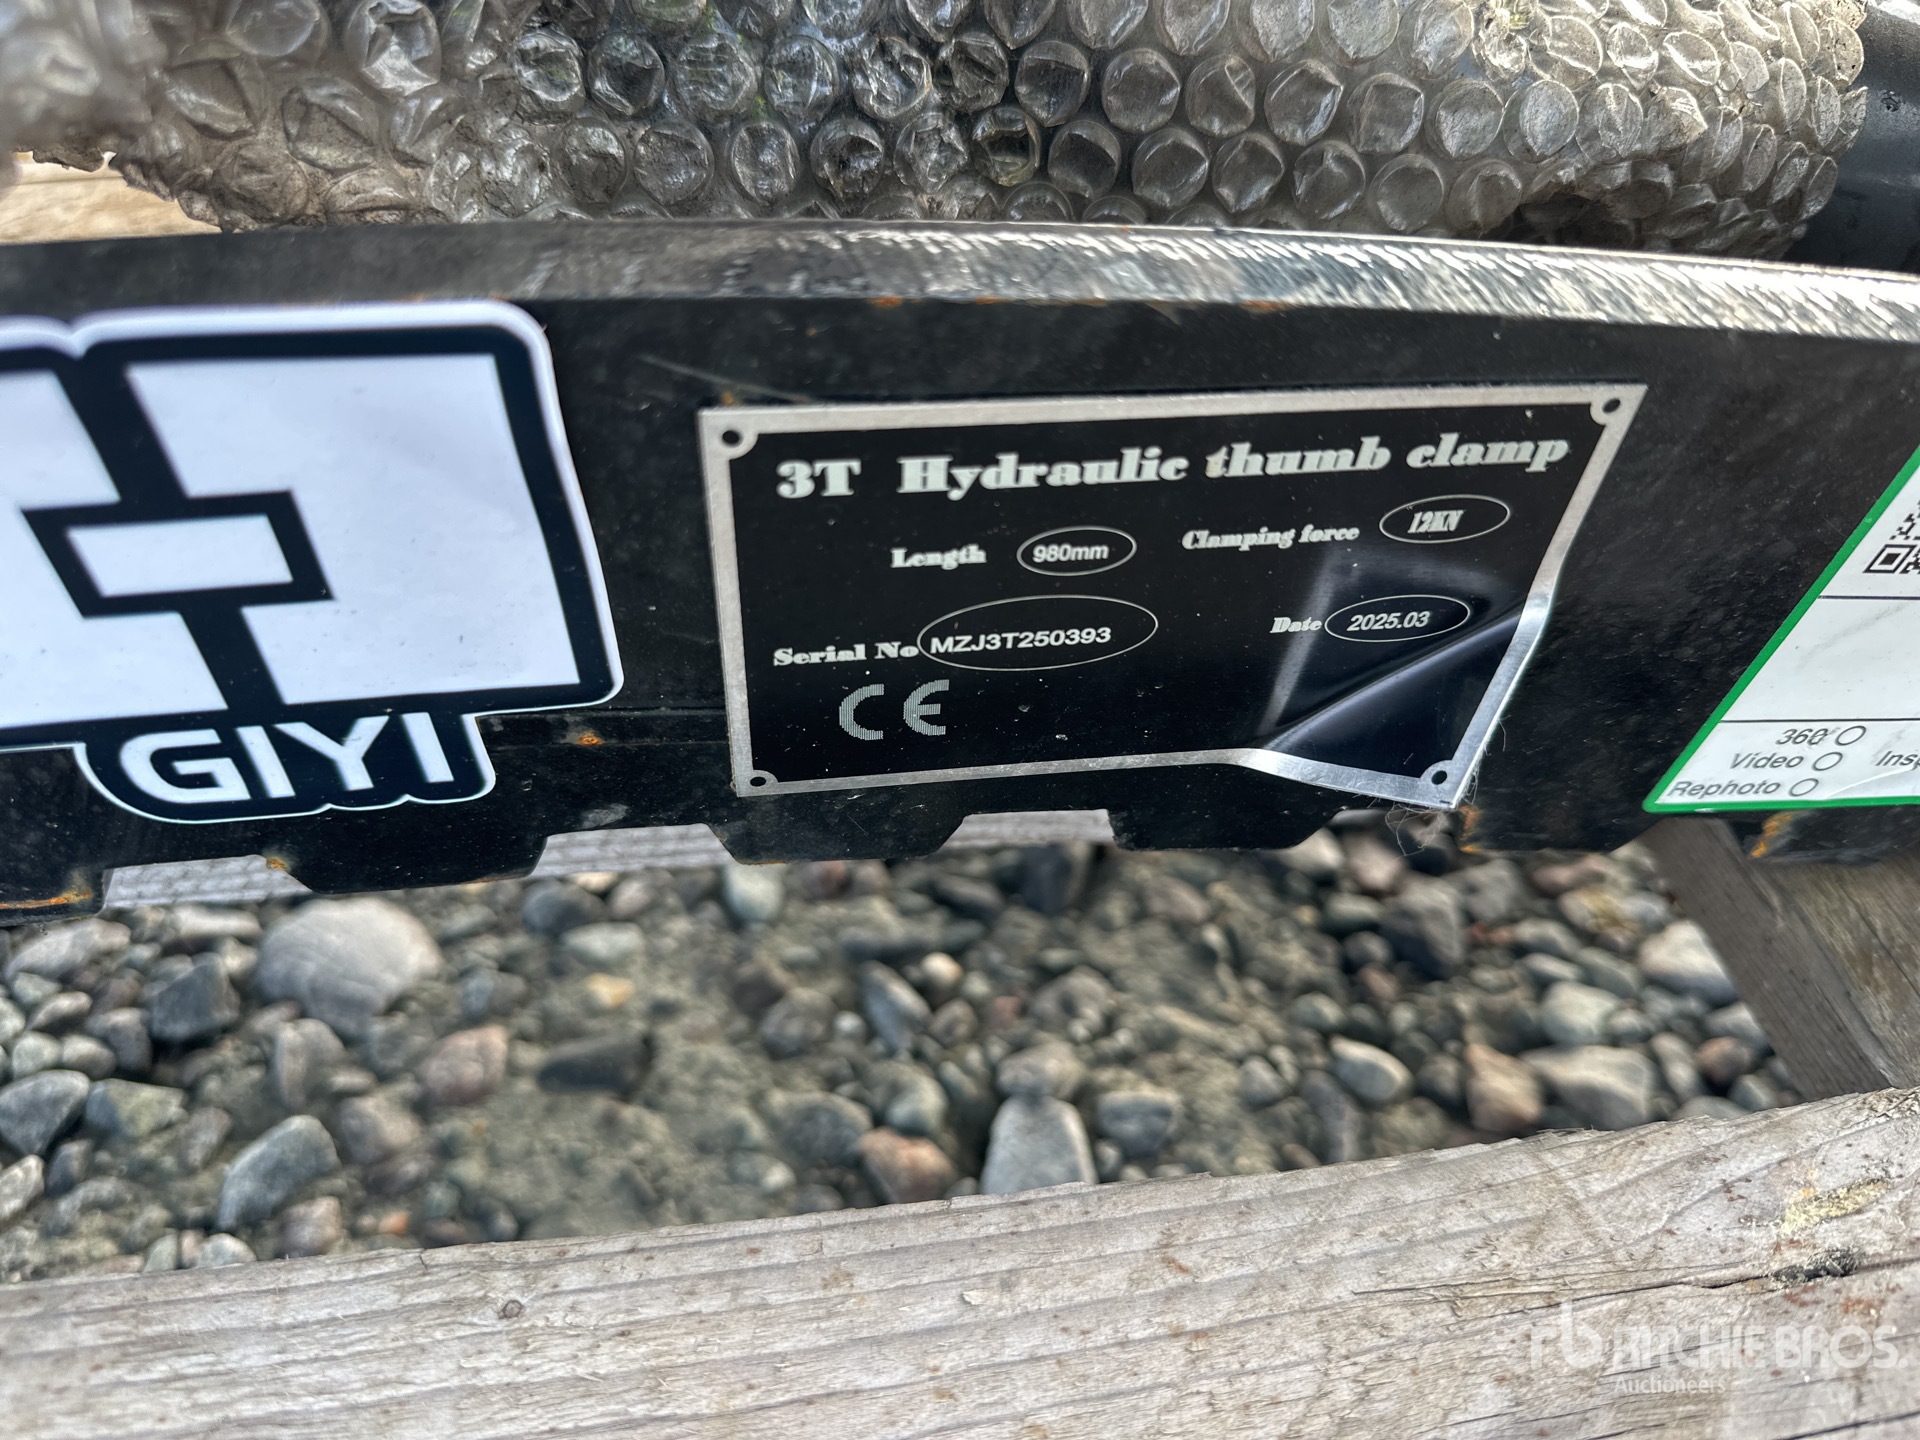 GIYI
3T Hydraulic thumb clamp
Length 980mm Clamping force 12KN
Serial No MZJ3T250393 Date 2025.03
CE
360 
Video
Rephoto
rb RITCHIE BROS.
Auctioneers